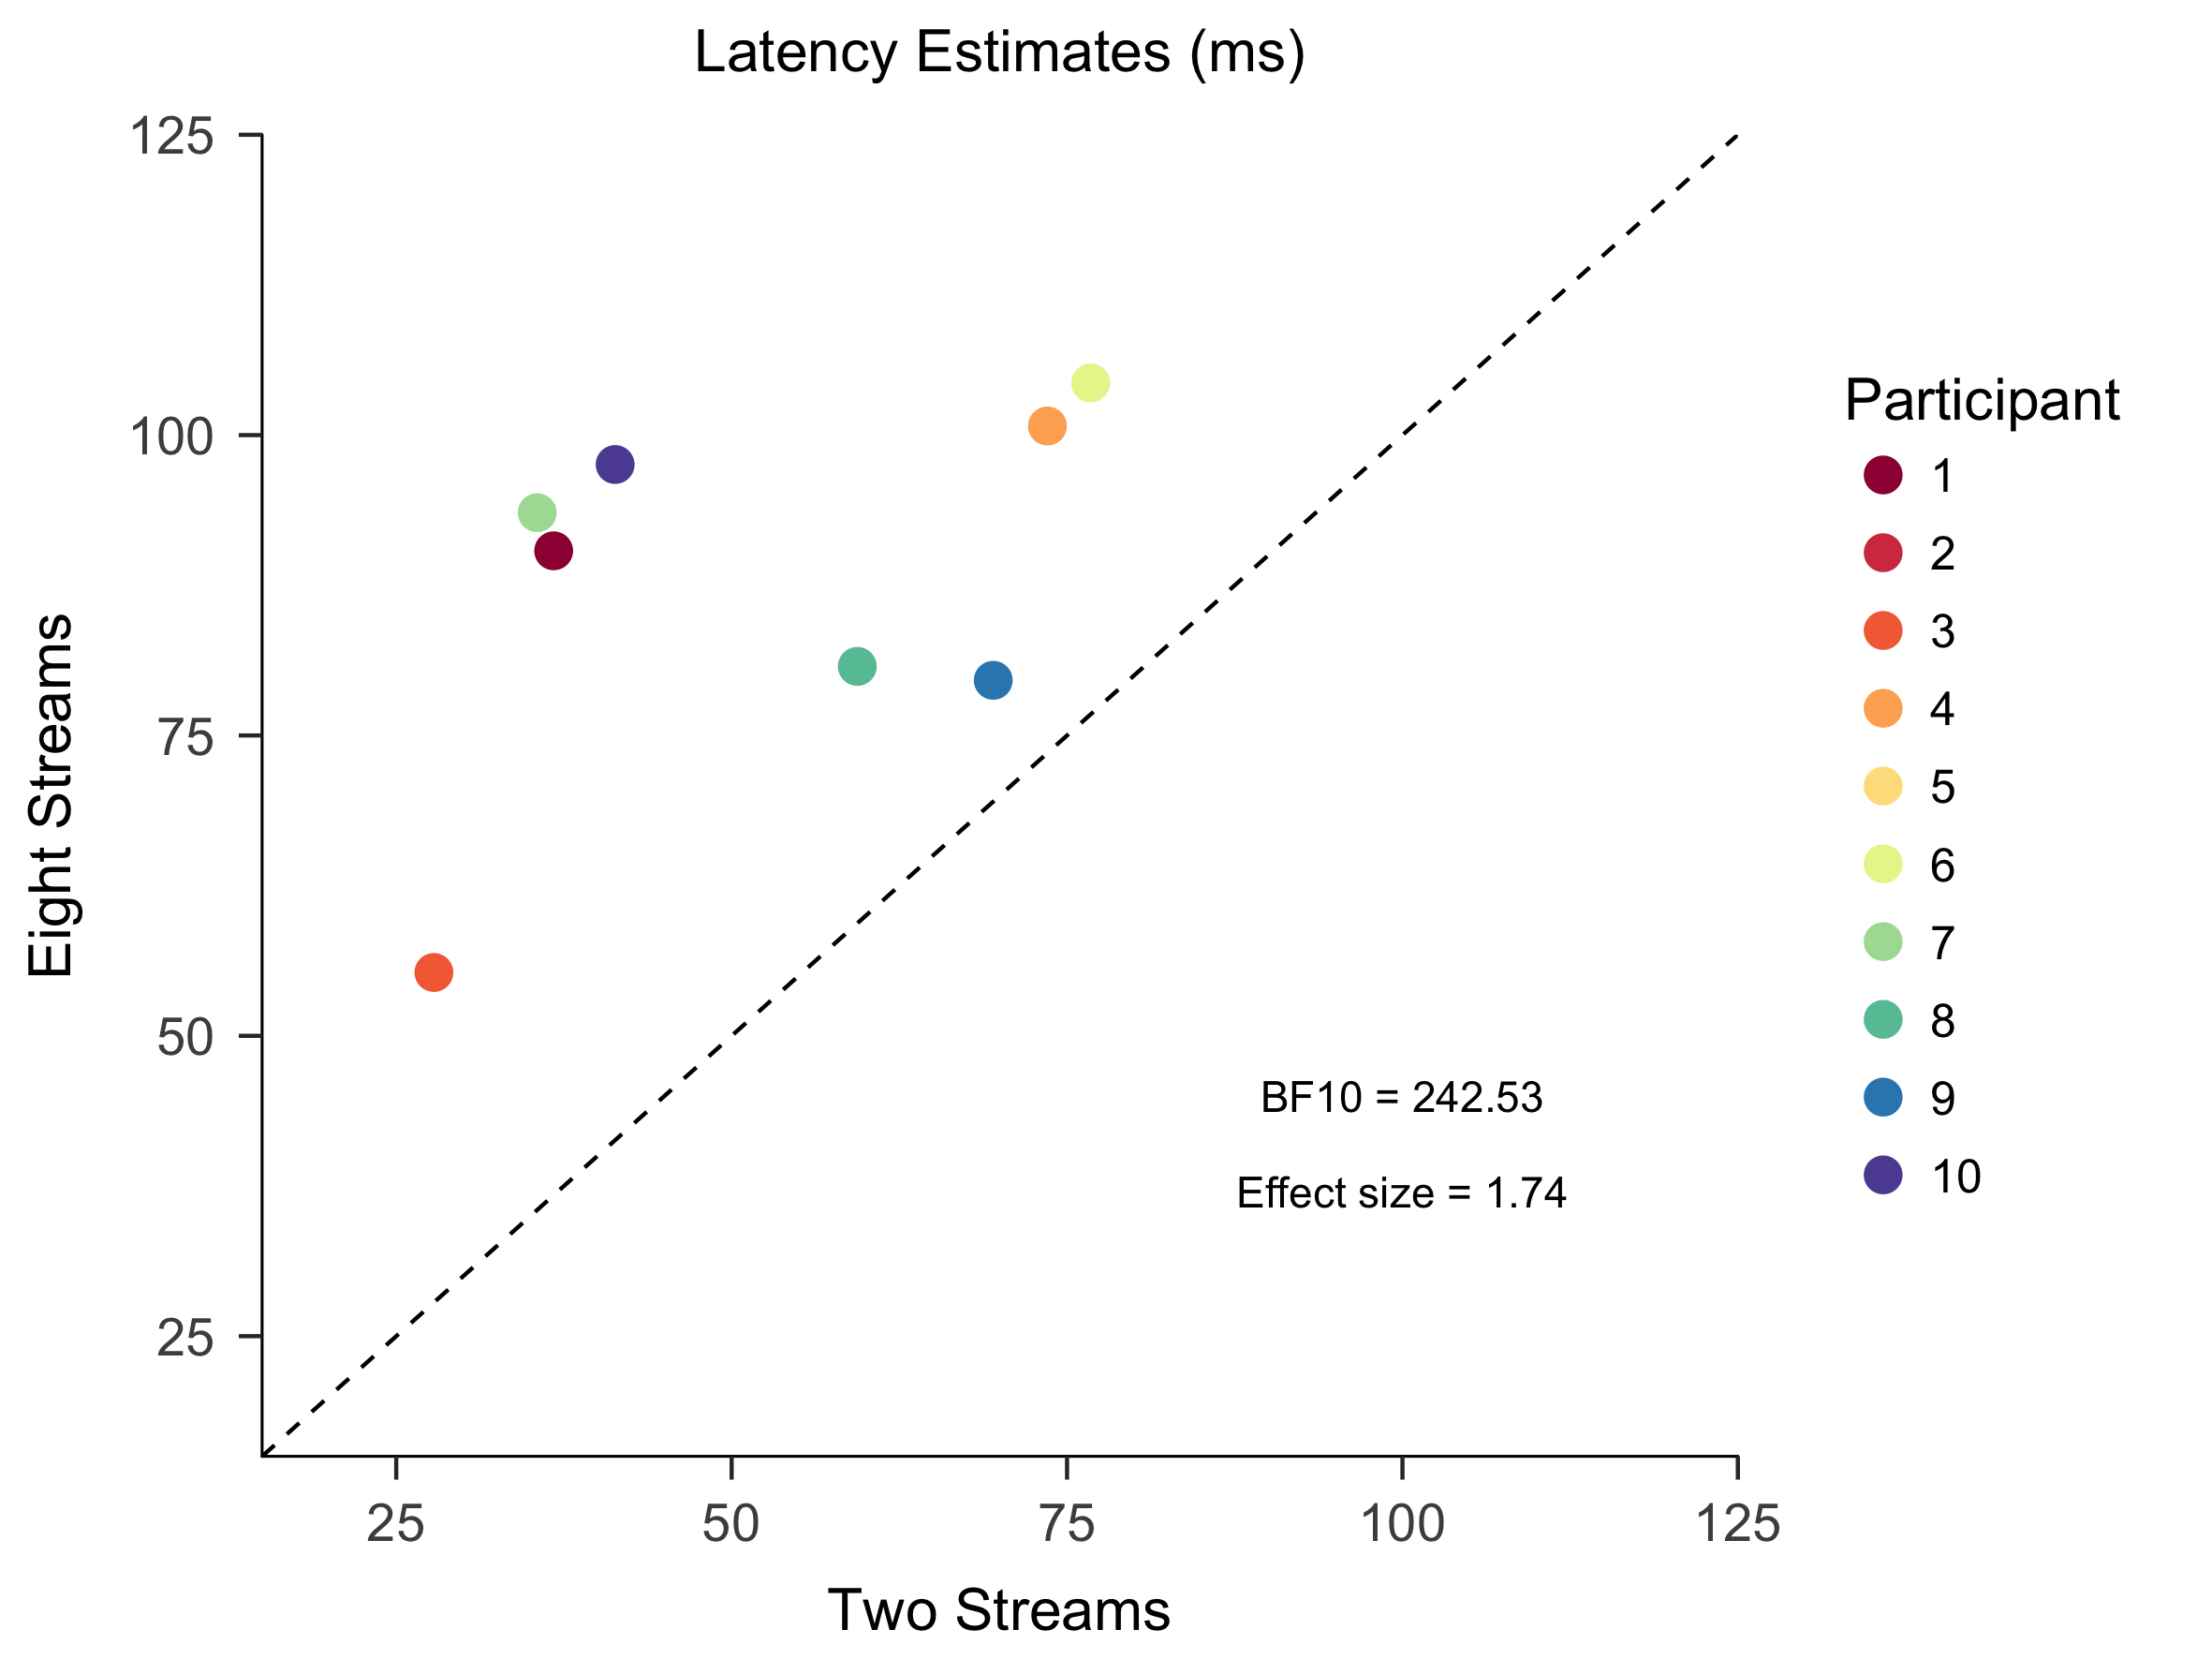 Latency Estimates (ms)
125
100
75
50
25
Eight Streams
BF10 = 242.53
Effect size = 1.74
25 50 75 100 125
Two Streams
Participant
1
2
3
4
5
6
7
8
9
10